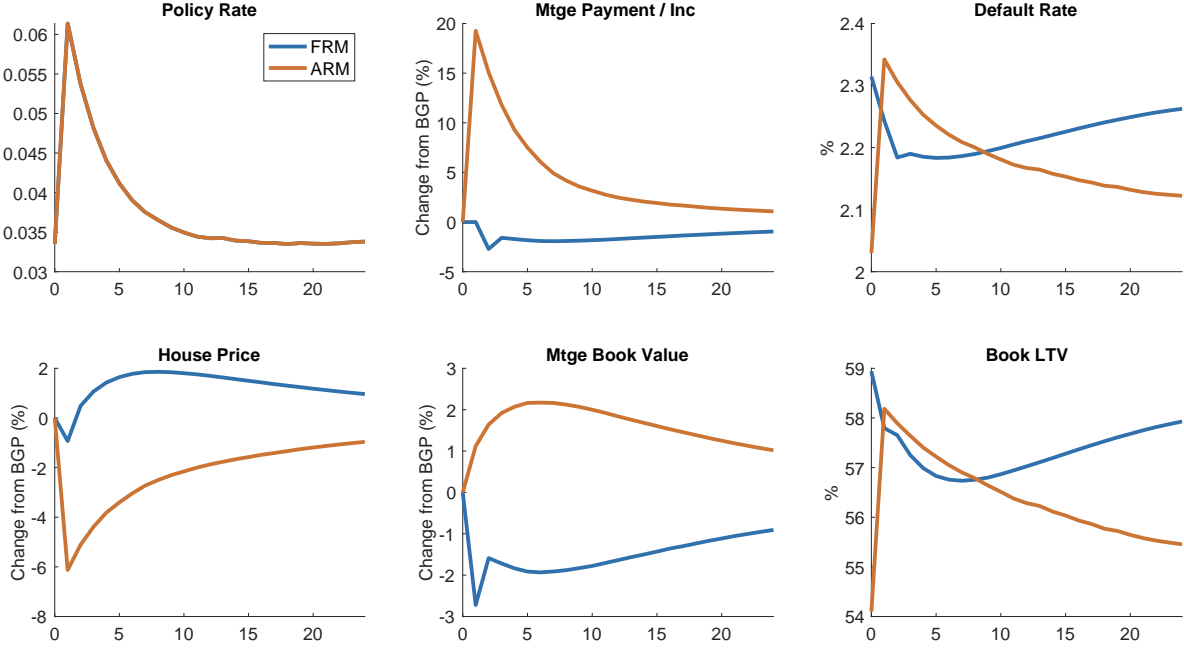 Policy Rate
0.06
0.055
0.05
0.045
0.04
0.035
0.03
0 5 10 15 20
FRM
ARM
Mtge Payment / Inc
Change from BGP (%)
20
15
10
5
0
-5
0 5 10 15 20
Default Rate
%
2.4
2.3
2.2
2.1
2
0 5 10 15 20
House Price
Change from BGP (%)
2
0
-2
-4
-6
-8
0 5 10 15 20
Mtge Book Value
Change from BGP (%)
3
2
1
0
-1
-2
-3
0 5 10 15 20
Book LTV
%
59
58
57
56
55
54
0 5 10 15 20